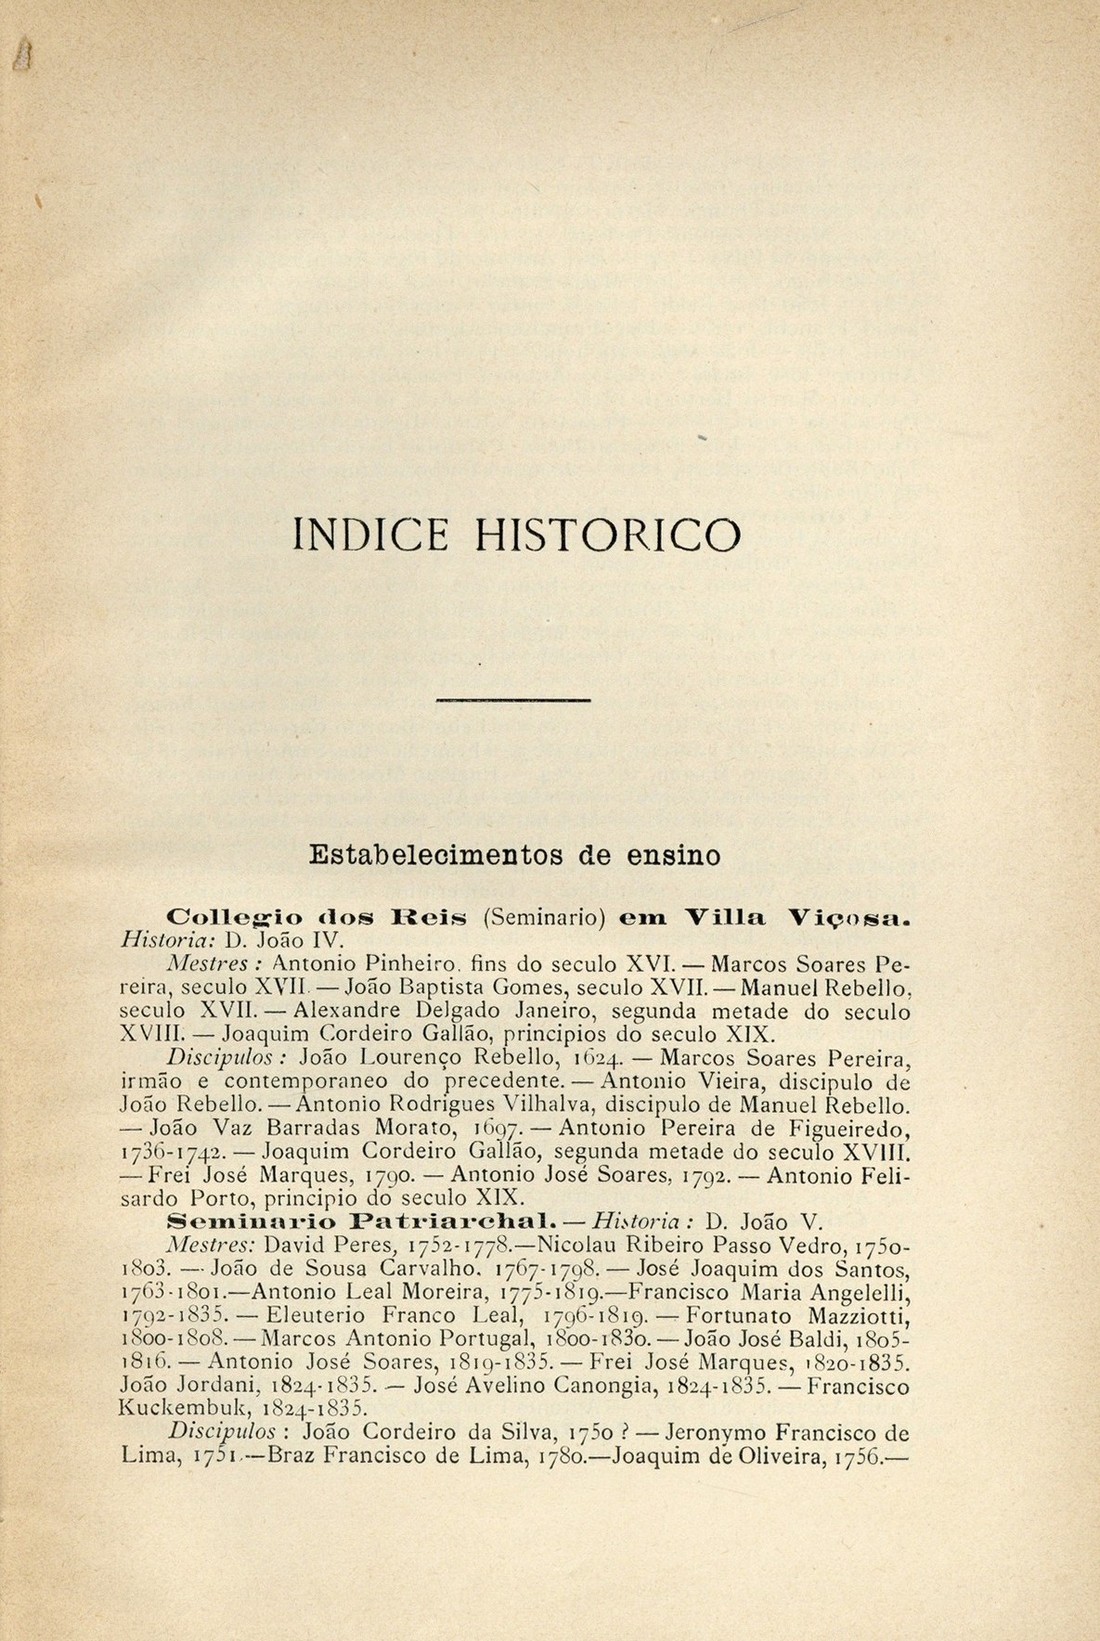 INDICE HISTORICO
Estabelecimentos de ensino
Collegio dos Reis (Seminario) em Villa Viçosa.
Historia: D. João IV.
Mestres: Antonio Pinheiro. fins do seculo XVI. — Marcos Soares Pe-
reira, seculo XVII. — João Baptista Gomes, seculo XVII. — Manuel Rebello,
seculo XVII. — Alexandre Delgado Janeiro, segunda metade do seculo
XVIII. — Joaquim Cordeiro Gallão, principios do seculo XIX.
Discipulos: João Lourenço Rebello, 1624. — Marcos Soares Pereira,
irmão e contemporaneo do precedente. — Antonio Vieira, discipulo de
João Rebello. — Antonio Rodrigues Vilhalva, discipulo de Manuel Rebello.
— João Vaz Barradas Morato, 1697. — Antonio Pereira de Figueiredo,
1736-1742. — Joaquim Cordeiro Gallão, segunda metade do seculo XVIII.
— Frei José Marques, 1790. — Antonio José Soares, 1792. — Antonio Feli-
sardo Porto, principio do seculo XIX.
Seminario Patriarchal. — Historia: D. João V.
Mestres: David Peres, 1752-1778.—Nicolau Ribeiro Passo Vedro, 1750-
1803. — João de Sousa Carvalho. 1767-1798. — José Joaquim dos Santos,
1763-1801.—Antonio Leal Moreira, 1775-1819.—Francisco Maria Angelelli,
1792-1835. — Eleuterio Franco Leal, 1796-1819. — Fortunato Mazziotti,
1800-1808. — Marcos Antonio Portugal, 1800-1830. — João José Baldi, 1805-
1816. — Antonio José Soares, 1819-1835. — Frei José Marques, 1820-1835.
João Jordani, 1824-1835. — José Avelino Canongia, 1824-1835. — Francisco
Kuckembuk, 1824-1835.
Discipulos: João Cordeiro da Silva, 1750 ? — Jeronymo Francisco de
Lima, 1751.—Braz Francisco de Lima, 1780.—Joaquim de Oliveira, 1756.—